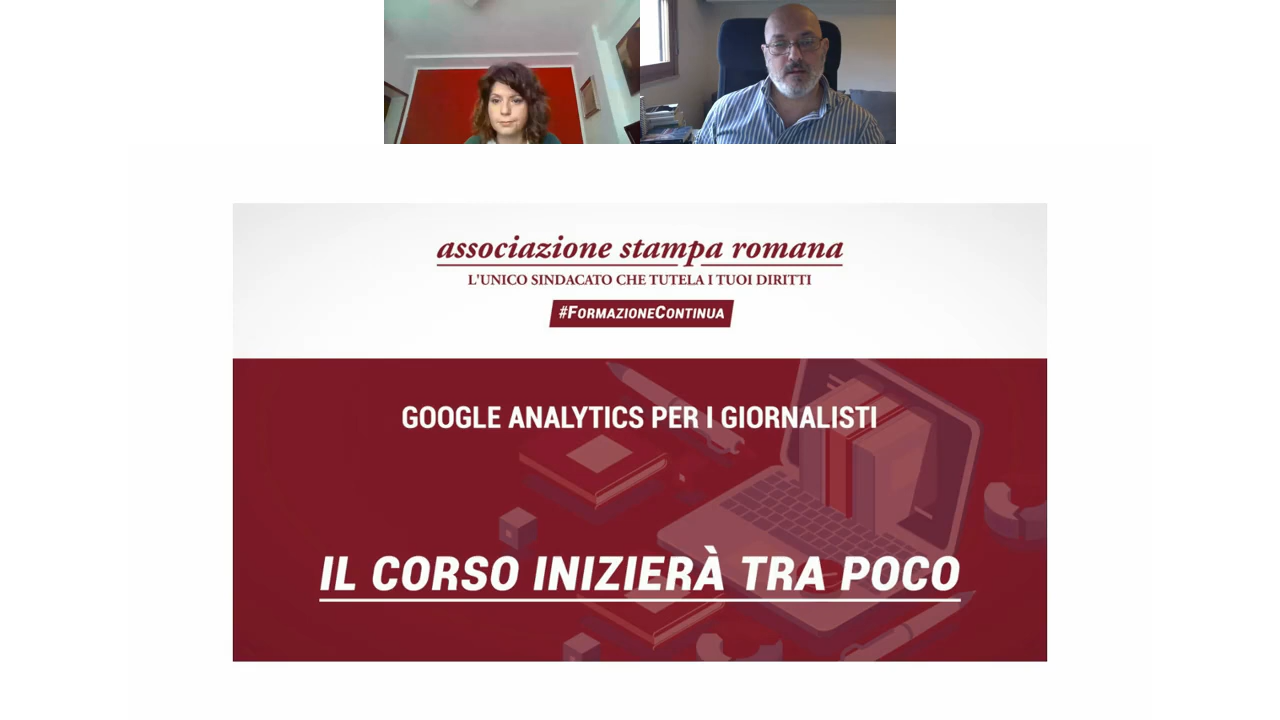 associazione stampa romana
L'UNICO SINDACATO CHE TUTELA I TUOI DIRITTI
#FORMAZIONECONTINUA
GOOGLE ANALYTICS PER I GIORNALISTI
IL CORSO INIZIERÀ TRA POCO